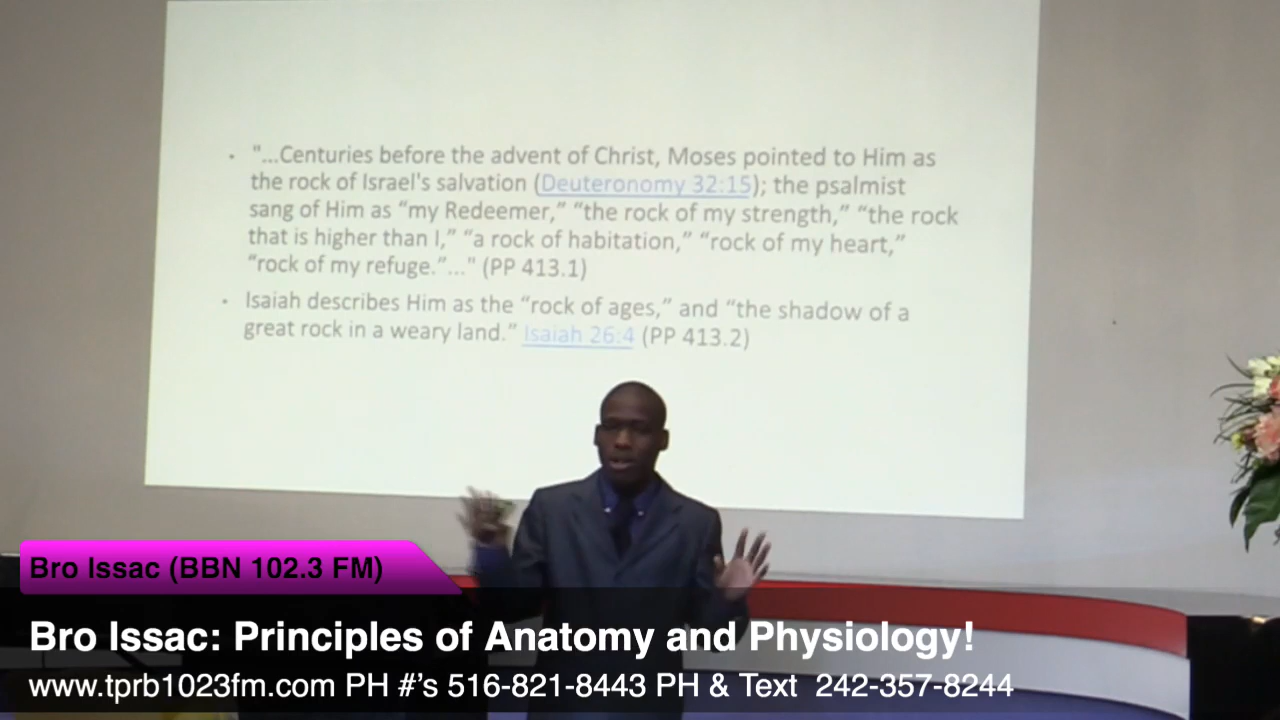 • "...Centuries before the advent of Christ, Moses pointed to Him as
the rock of Israel's salvation (Deuteronomy 32:15); the psalmist
sang of Him as “my Redeemer,” “the rock of my strength,” “the rock
that is higher than I,” “a rock of habitation,” “rock of my heart,”
“rock of my refuge.”..." (PP 413.1)
• Isaiah describes Him as the “rock of ages,” and “the shadow of a
great rock in a weary land.” Isaiah 26:4 (PP 413.2)
Bro Issac (BBN 102.3 FM)
Bro Issac: Principles of Anatomy and Physiology!
www.tprb1023fm.com PH #’s 516-821-8443 PH & Text 242-357-8244